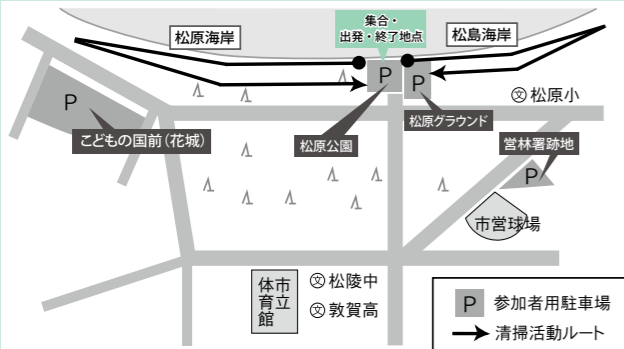 集合・
出発・終了地点
松原海岸
松島海岸
P
P
P
文 松原小
こどもの国前(花城)
松原公園
松原グラウンド
営林署跡地
P
市営球場
市立
体育館
文 松陵中
文 敦賀高
P 参加者用駐車場
清掃活動ルート